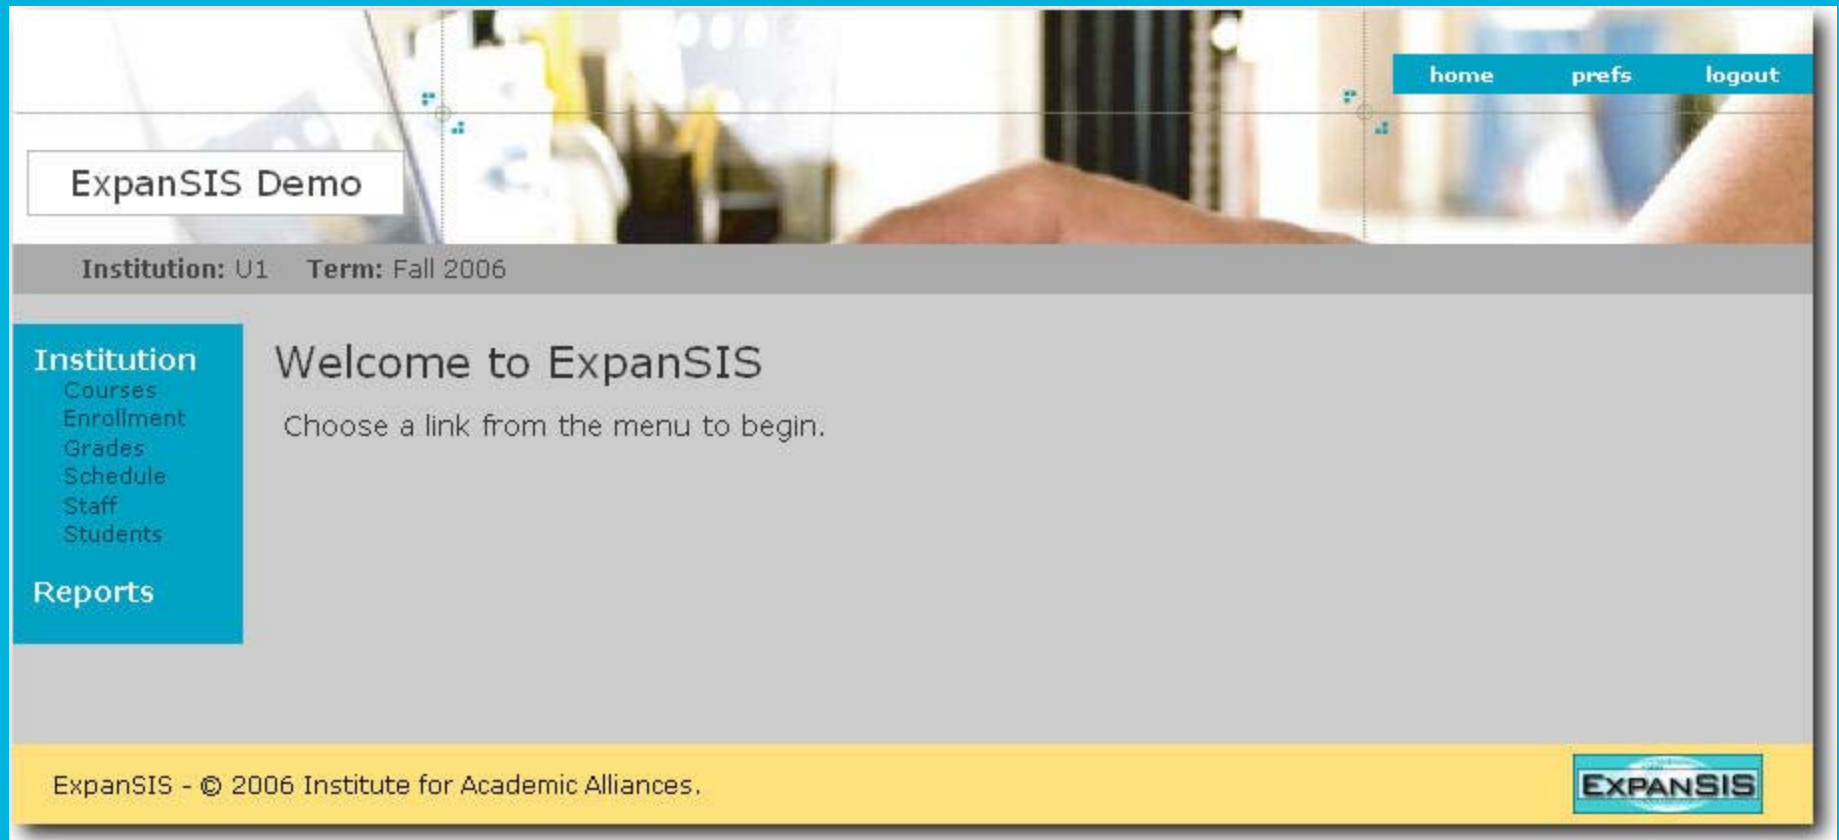 home prefs logout
ExpanSIS Demo
Institution: U1 Term: Fall 2006
Institution
Courses
Enrollment
Grades
Schedule
Staff
Students
Reports
Welcome to ExpanSIS
Choose a link from the menu to begin.
ExpanSIS - © 2006 Institute for Academic Alliances.
EXPANSIS